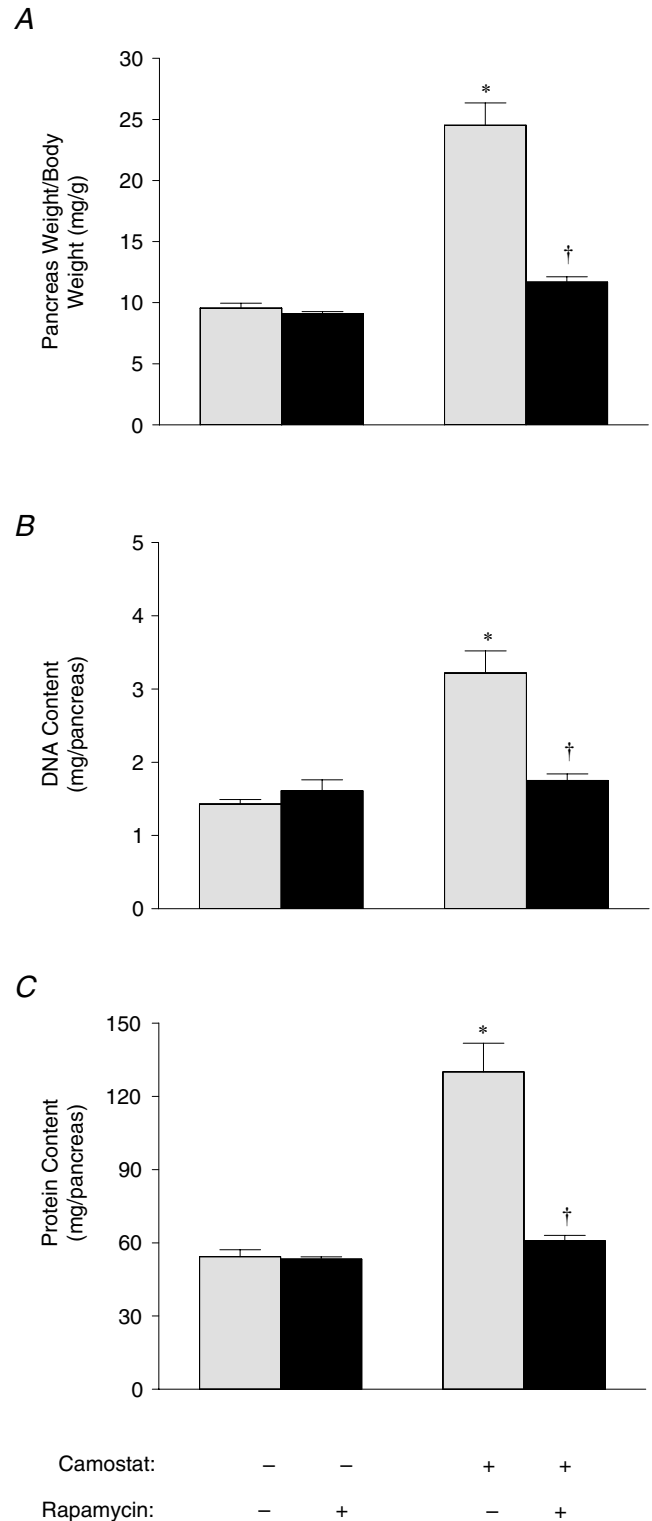 A
30
25
20
15
10
5
0
Pancreas Weight/Body
Weight (mg/g)
*
†
B
5
4
3
2
1
0
DNA Content
(mg/pancreas)
*
†
C
150
120
90
60
30
0
Protein Content
(mg/pancreas)
*
†
Camostat: – – + +
Rapamycin: – + – +